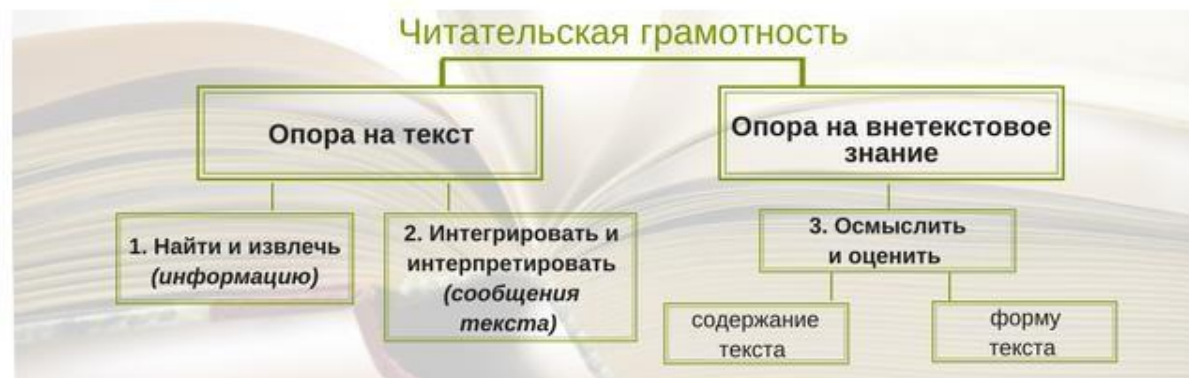 Читательская грамотность
Опора на текст
Опора на внетекстовое
знание
1. Найти и извлечь
(информацию)
2. Интегрировать и
интерпретировать
(сообщения
текста)
3. Осмыслить
и оценить
содержание
текста
форму
текста